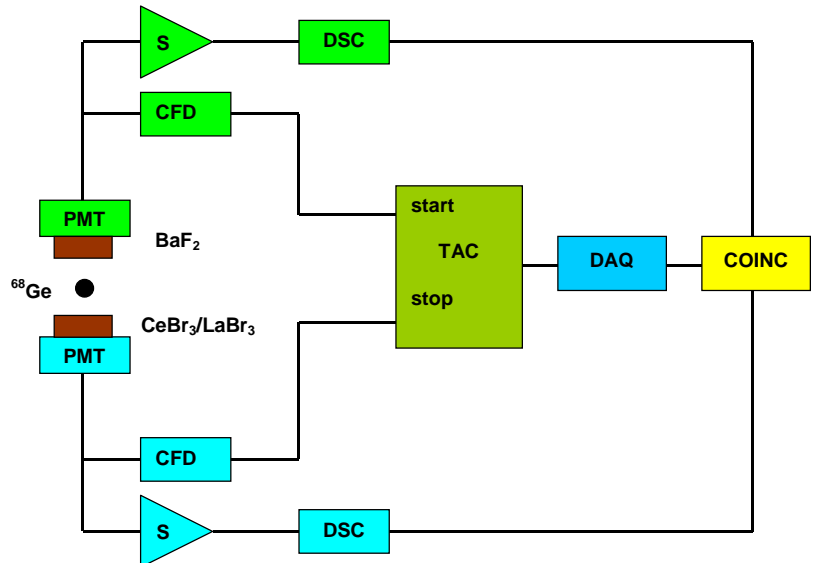 S
DSC
CFD
PMT
BaF₂
⁶⁸Ge
CeBr₃/LaBr₃
PMT
start
TAC
stop
DAQ
COINC
CFD
S
DSC